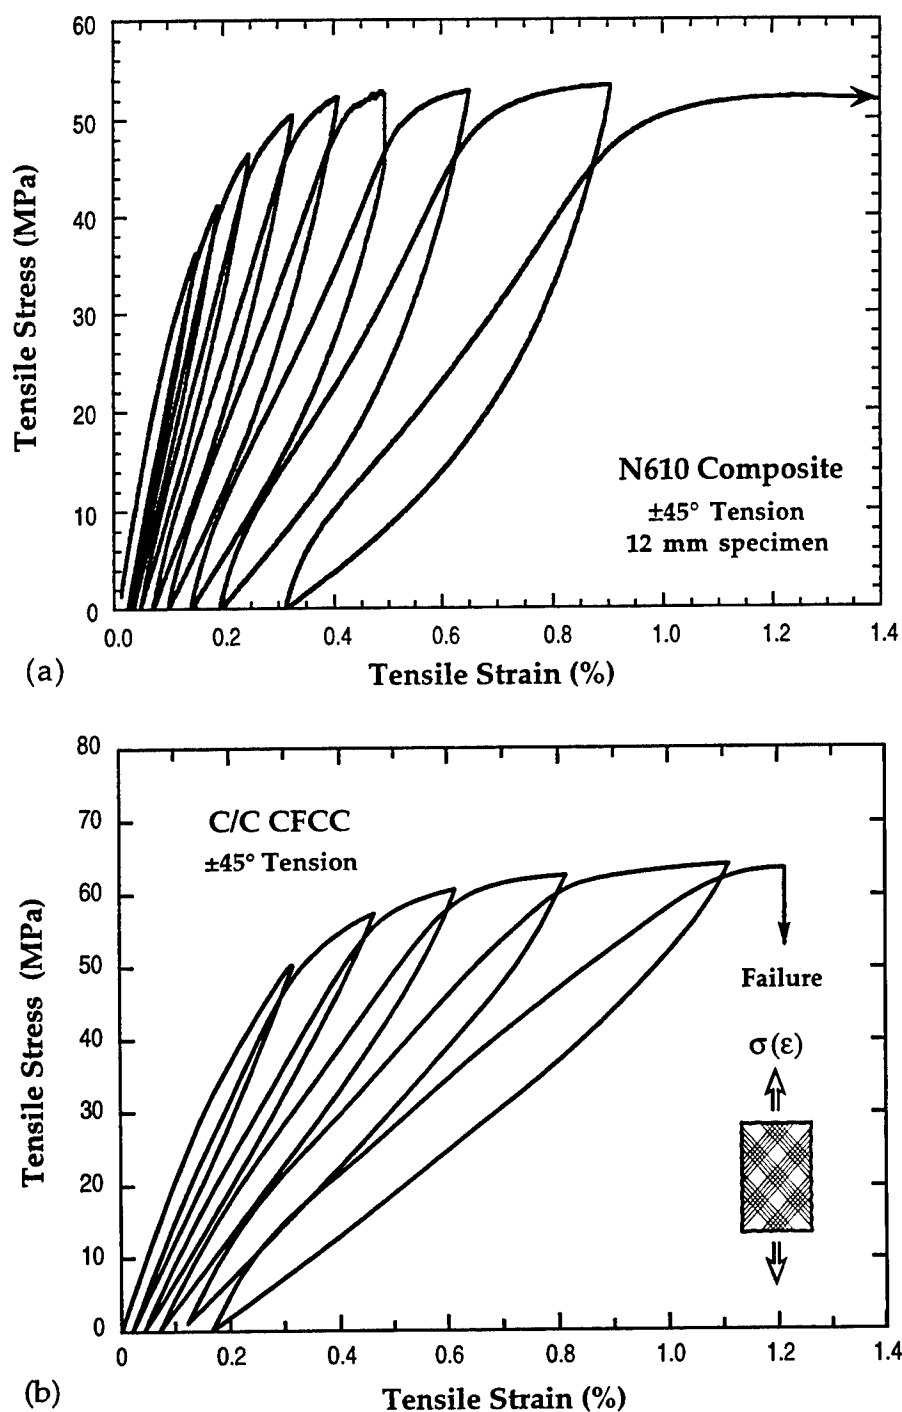 60
50
40
30
20
10
0
Tensile Stress (MPa)
N610 Composite
±45° Tension
12 mm specimen
0.0 0.2 0.4 0.6 0.8 1.0 1.2 1.4
(a)
Tensile Strain (%)
80
70
60
50
40
30
20
10
0
Tensile Stress (MPa)
C/C CFCC
±45° Tension
Failure
σ(ε)
0 0.2 0.4 0.6 0.8 1.0 1.2 1.4
(b)
Tensile Strain (%)